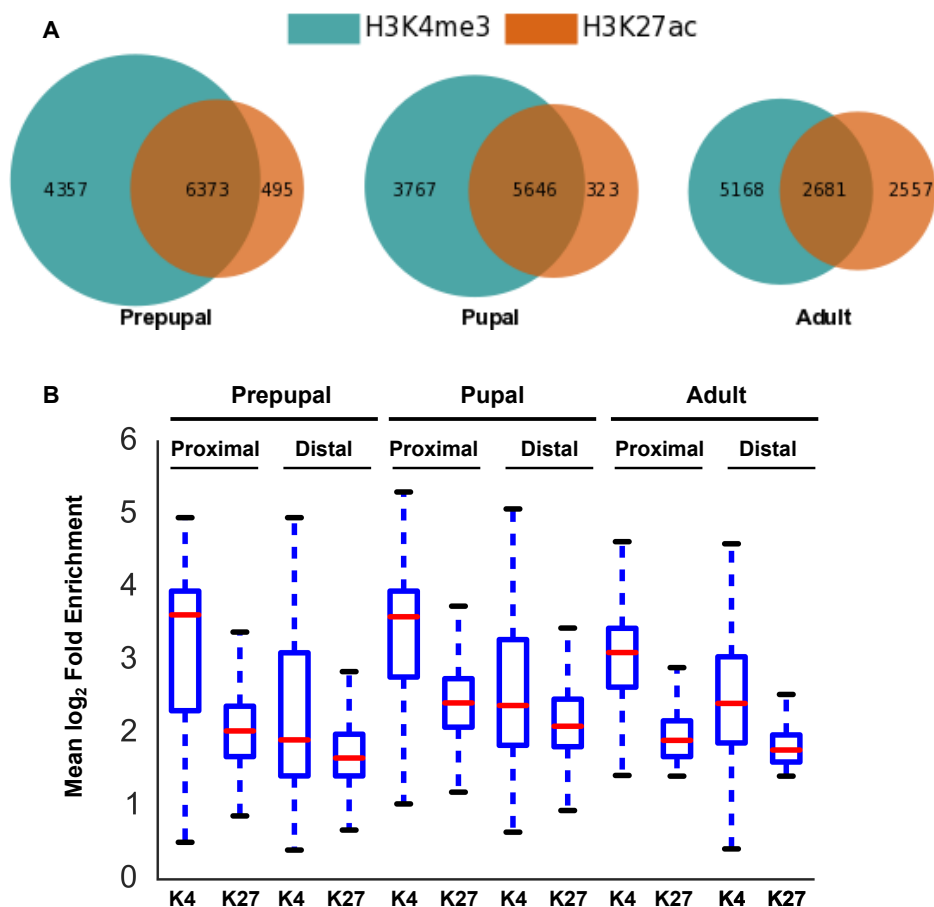 A
H3K4me3 H3K27ac
4357 6373 495 3767 5646 323 5168 2681 2557
Prepupal Pupal Adult
B
Prepupal Pupal Adult
Proximal Distal Proximal Distal Proximal Distal
Mean log₂ Fold Enrichment
6
5
4
3
2
1
0
K4 K27 K4 K27 K4 K27 K4 K27 K4 K27 K4 K27